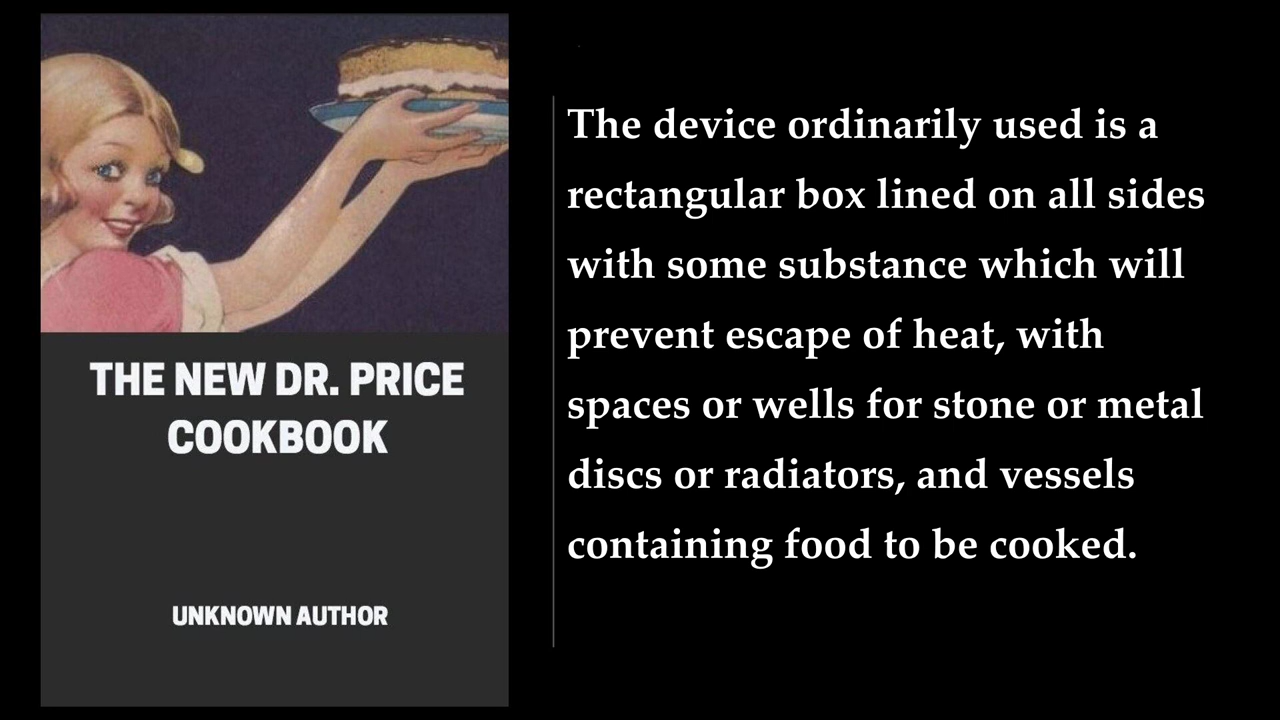 THE NEW DR. PRICE
COOKBOOK
UNKNOWN AUTHOR
The device ordinarily used is a
rectangular box lined on all sides
with some substance which will
prevent escape of heat, with
spaces or wells for stone or metal
discs or radiators, and vessels
containing food to be cooked.